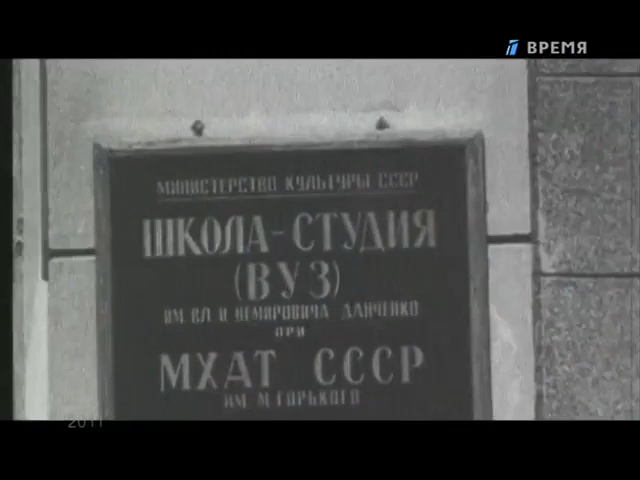 ВРЕМЯ
МИНИСТЕРСТВО КУЛЬТУРЫ СССР
ШКОЛА-СТУДИЯ
(ВУЗ)
ИМ ВЛ И НЕМИРОВИЧА ДАНЧЕНКО
ПРИ
МХАТ СССР
ИМ М ГОРЬКОГО
2011